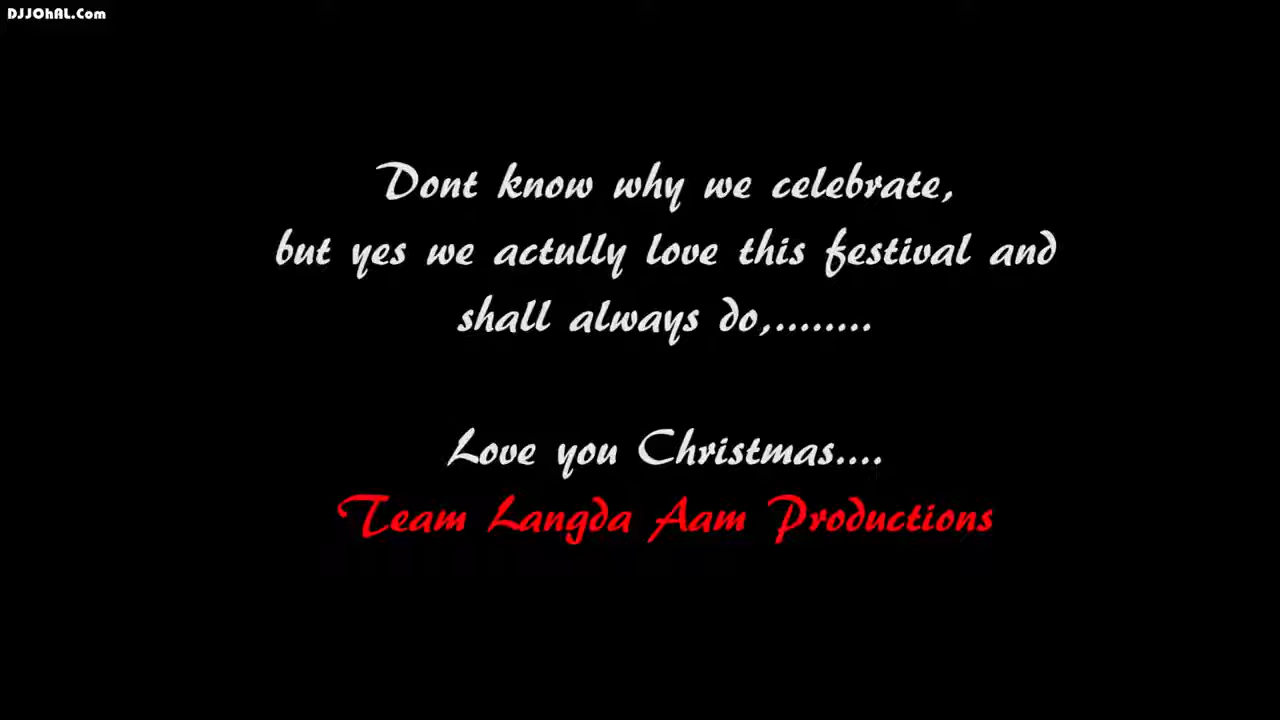 DJJOhAL.Com
Dont know why we celebrate,
but yes we actully love this festival and
shall always do,.........
Love you Christmas....
Team Langda Aam Productions